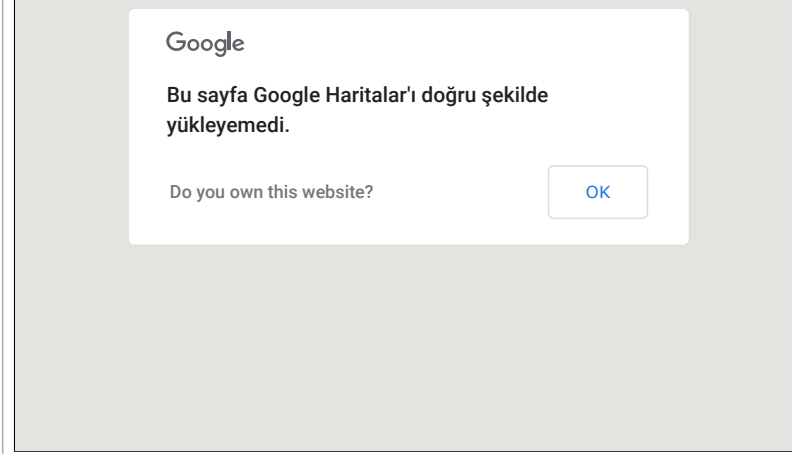 Google
Bu sayfa Google Haritalar'ı doğru şekilde
yükleyemedi.
Do you own this website?
OK